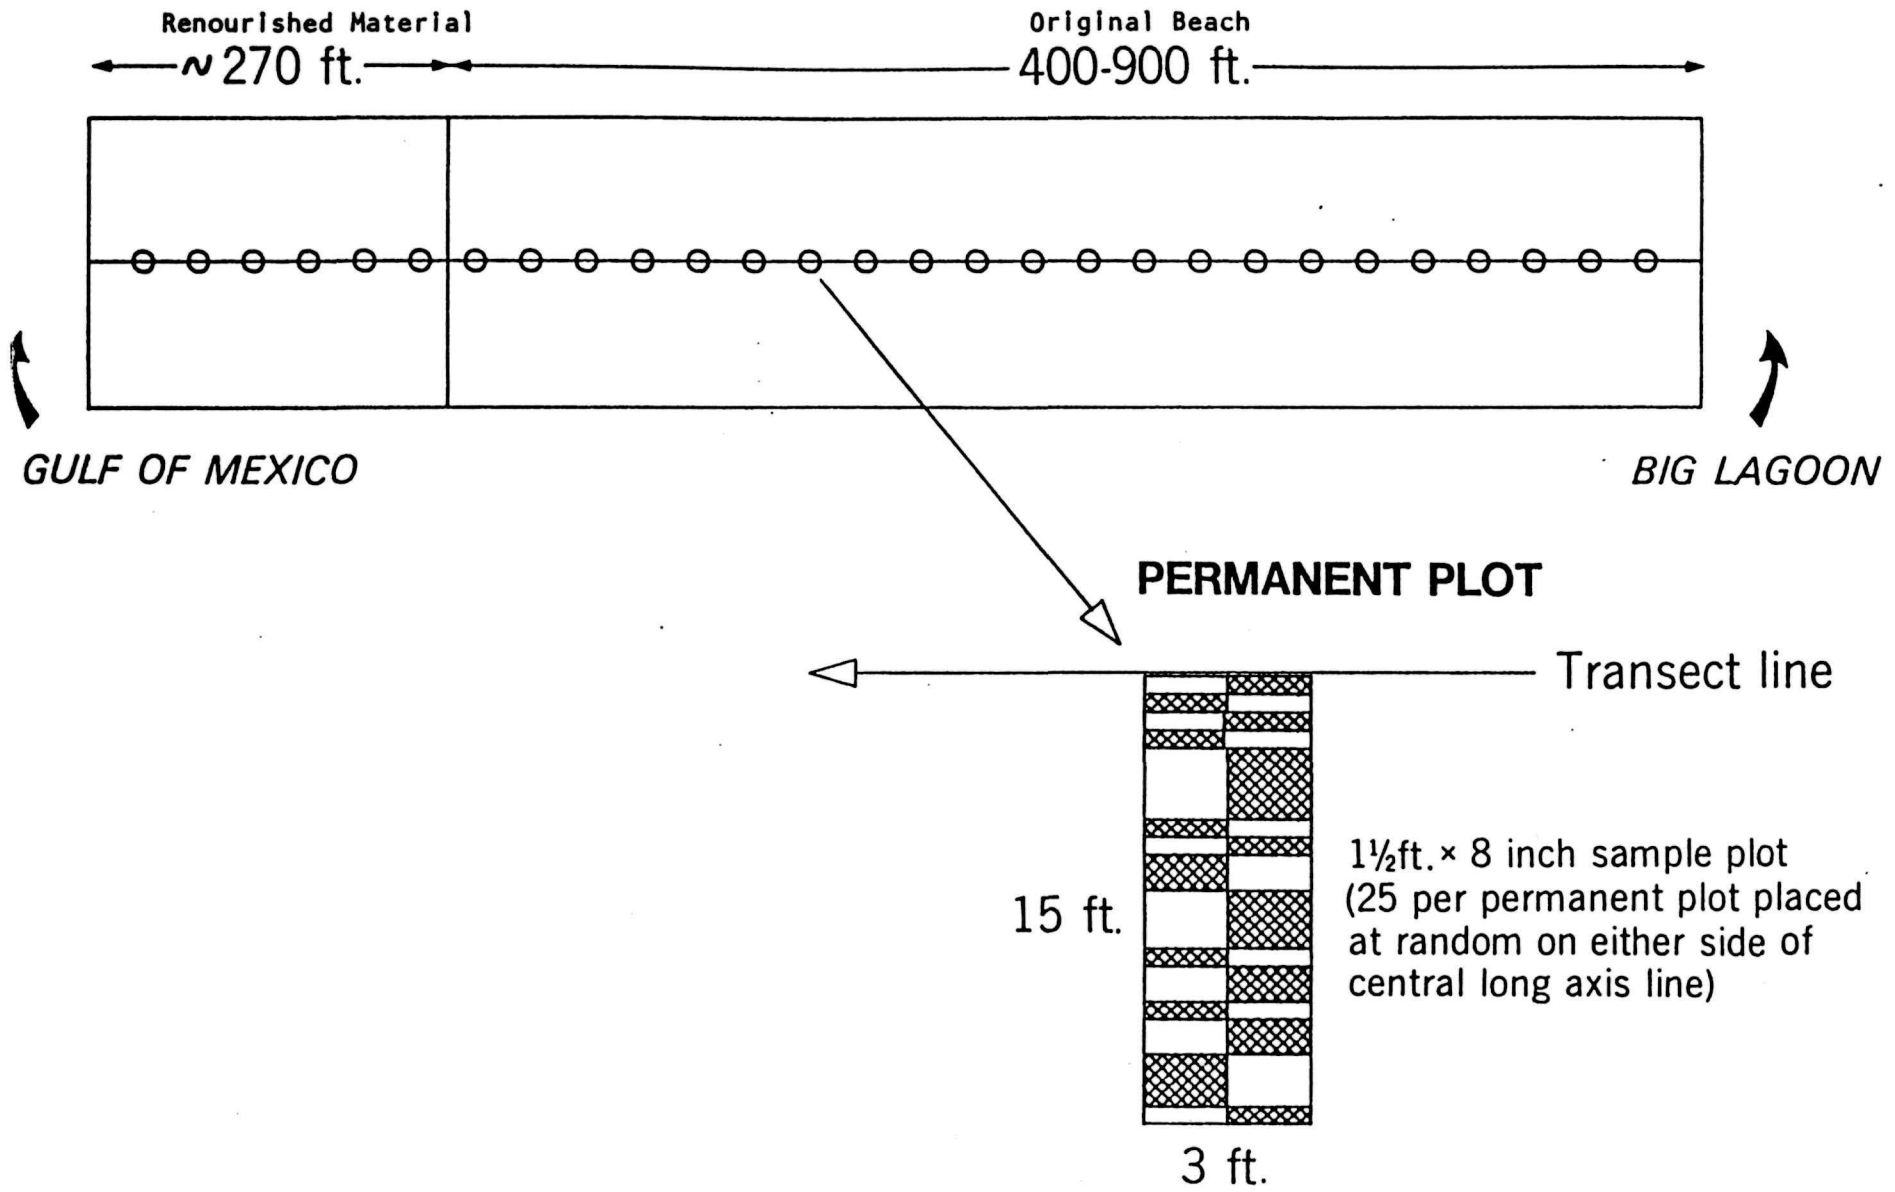 Renourished Material
~ 270 ft.
Original Beach
400-900 ft.
GULF OF MEXICO
BIG LAGOON
PERMANENT PLOT
Transect line
15 ft.
1½ft.× 8 inch sample plot
(25 per permanent plot placed
at random on either side of
central long axis line)
3 ft.